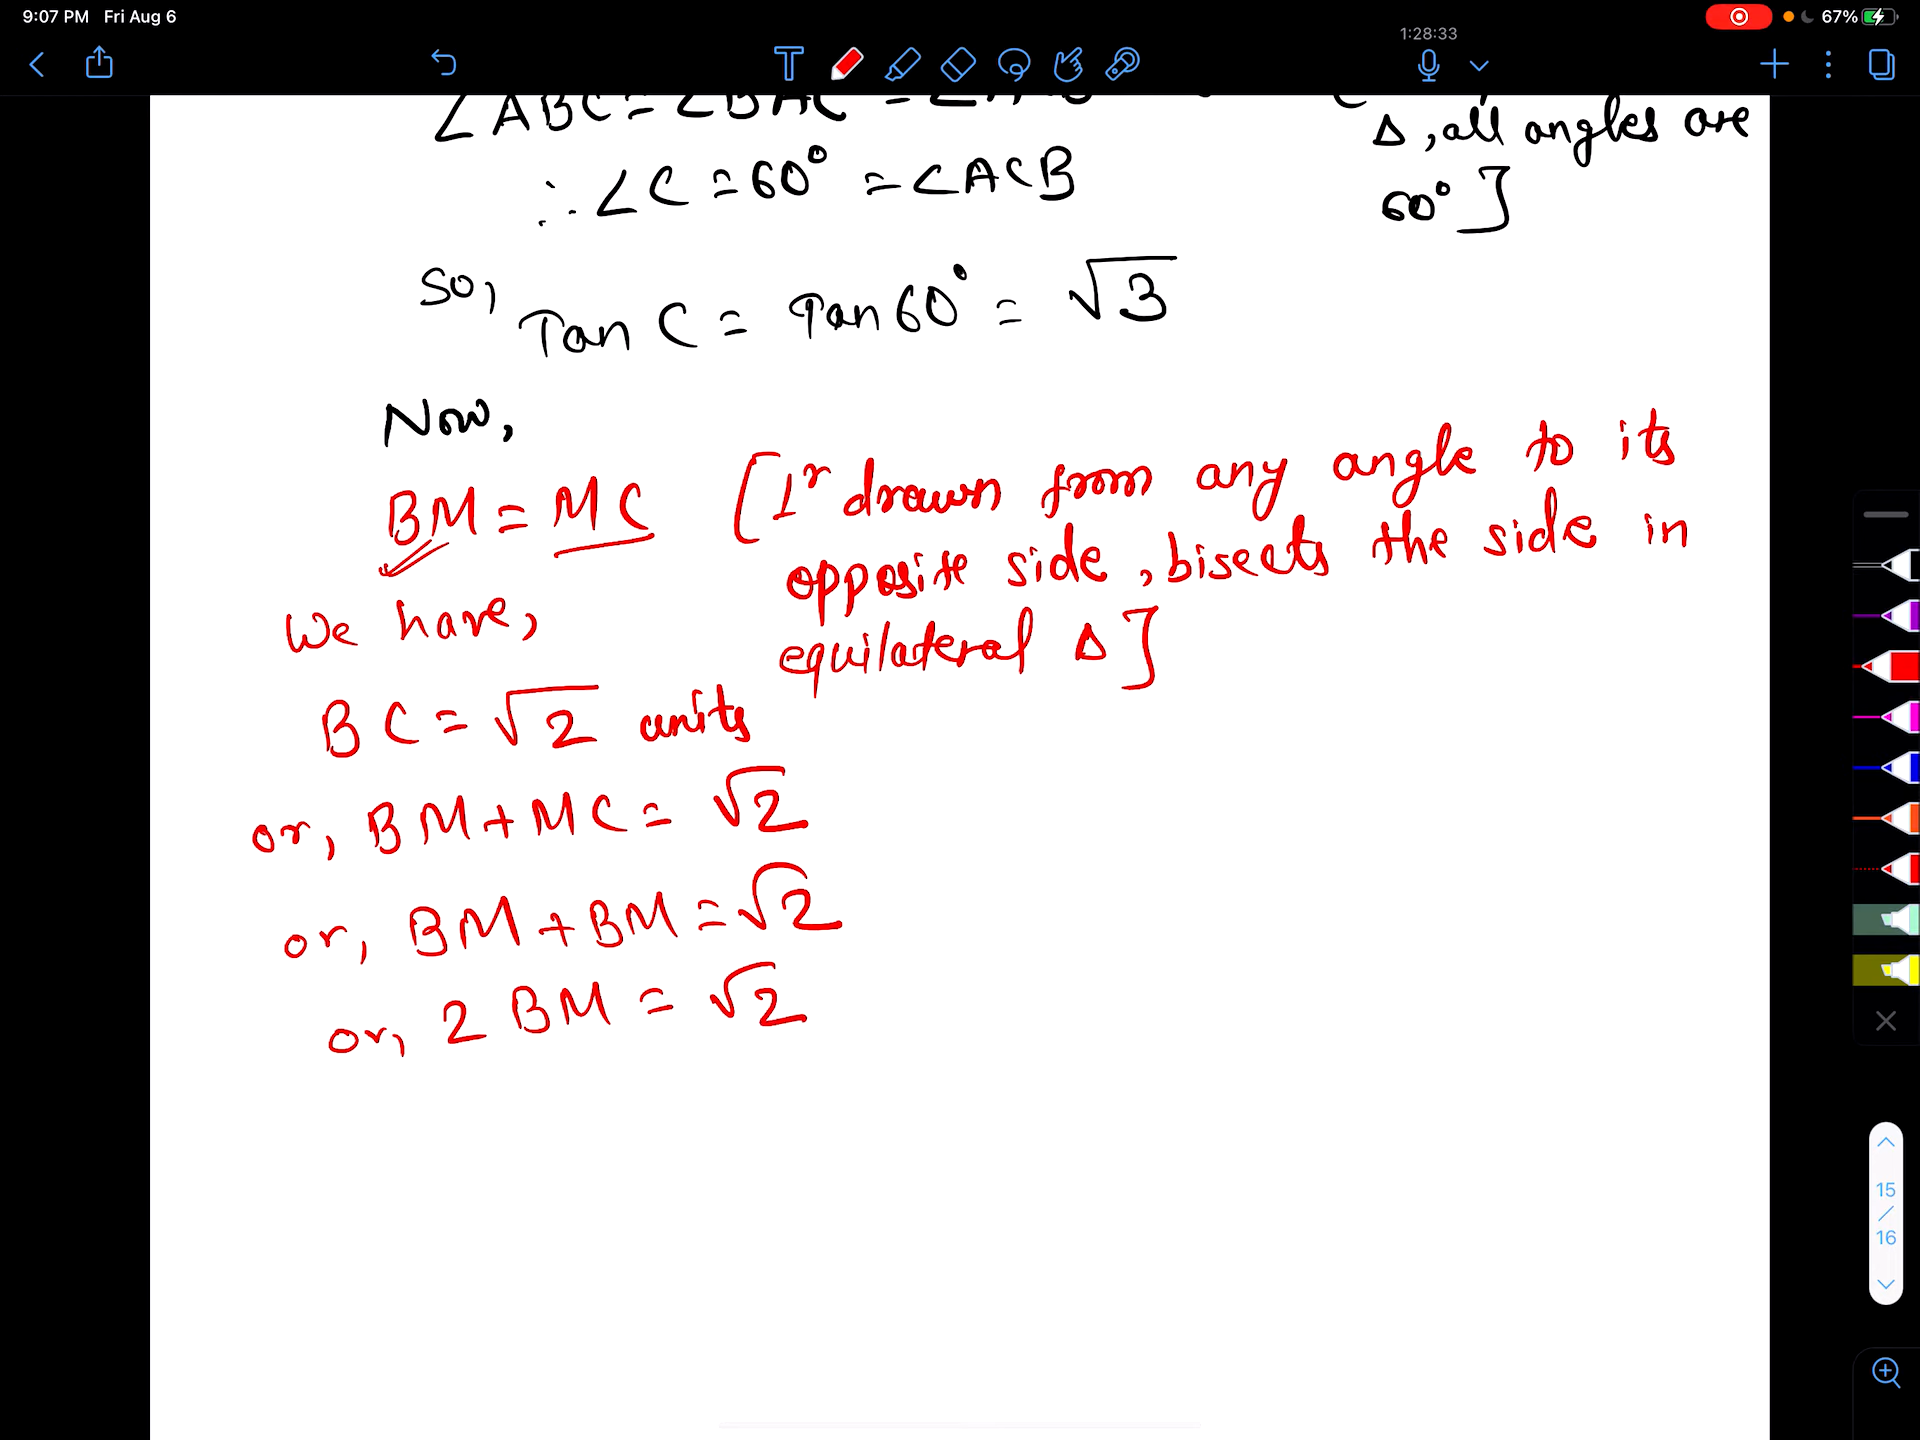 9:07 PM Fri Aug 6
67%
1:28:33
∠ABC = ∠BAC =
Δ, all angles are
∴ ∠C = 60° = ∠ACB
60°]
So,
Tan C = Tan 60° = √3
Now,
BM = MC [⊥r drawn from any angle to its
opposite side, bisects the side in
equilateral Δ]
We have,
BC = √2 units
or, BM + MC = √2
or, BM + BM = √2
or, 2 BM = √2
15
/
16